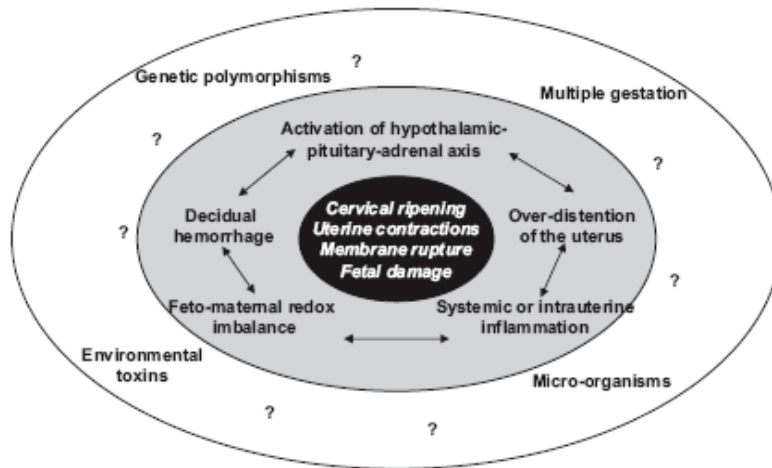 ?
Genetic polymorphisms
Multiple gestation
Activation of hypothalamic-
pituitary-adrenal axis
?
?
Decidual
hemorrhage
Cervical ripening
Uterine contractions
Membrane rupture
Fetal damage
Over-distention
of the uterus
?
?
Feto-maternal redox
imbalance
Systemic or intrauterine
inflammation
Environmental
toxins
Micro-organisms
?
?